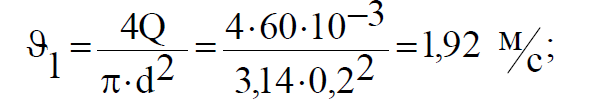 ϑ₁ = 4Q / π·d² = 4·60·10⁻³ / 3,14·0,2² = 1,92 м/с;